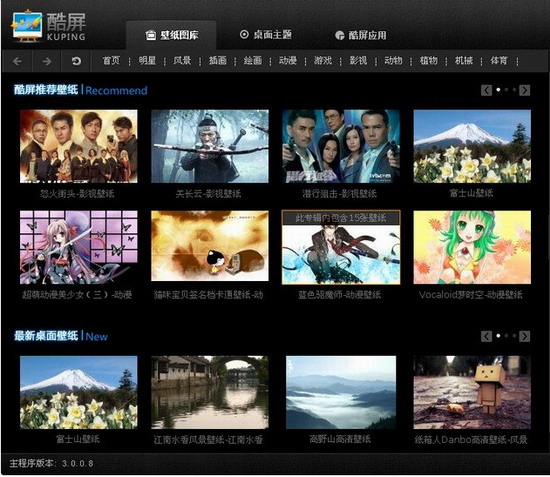 酷屏
KUPING
壁纸图库 桌面主题 酷屏应用
首页 明星 风景 插画 绘画 动漫 游戏 影视 动物 植物 机械 体育
酷屏推荐壁纸 Recommend
怒火街头-影视壁纸 关长云-影视壁纸 潜行狙击-影视壁纸 富士山壁纸
此专辑内包含15张壁纸
超萌动漫美少女（三）-动漫 猫咪宝贝签名档卡通壁纸-动 蓝色驱魔师-动漫壁纸 Vocaloid梦时空-动漫壁纸
最新桌面壁纸 New
富士山壁纸 江南水香风景壁纸-江南水香 高野山高清壁纸 纸箱人Danbo高清壁纸-风景
主程序版本: 3.0.0.8